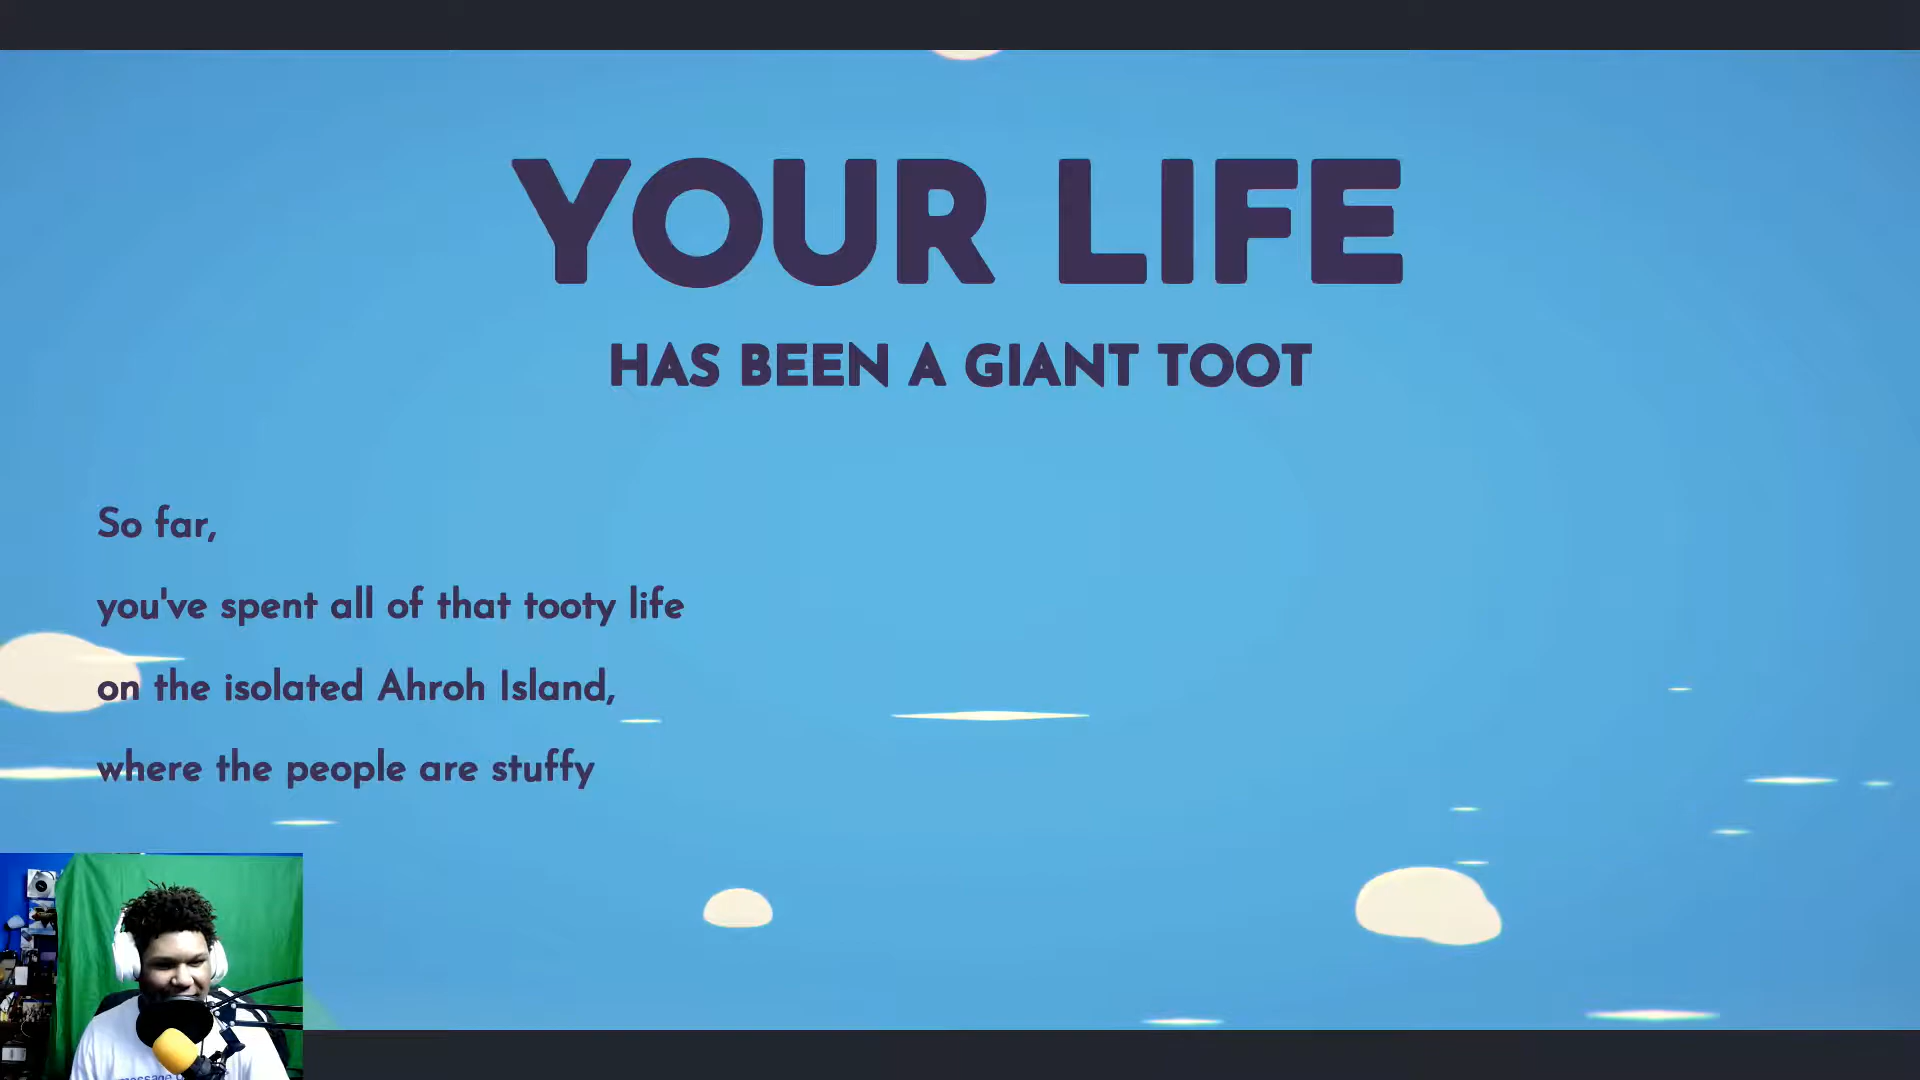 YOUR LIFE
HAS BEEN A GIANT TOOT
So far,
you've spent all of that tooty life
on the isolated Ahroh Island,
where the people are stuffy